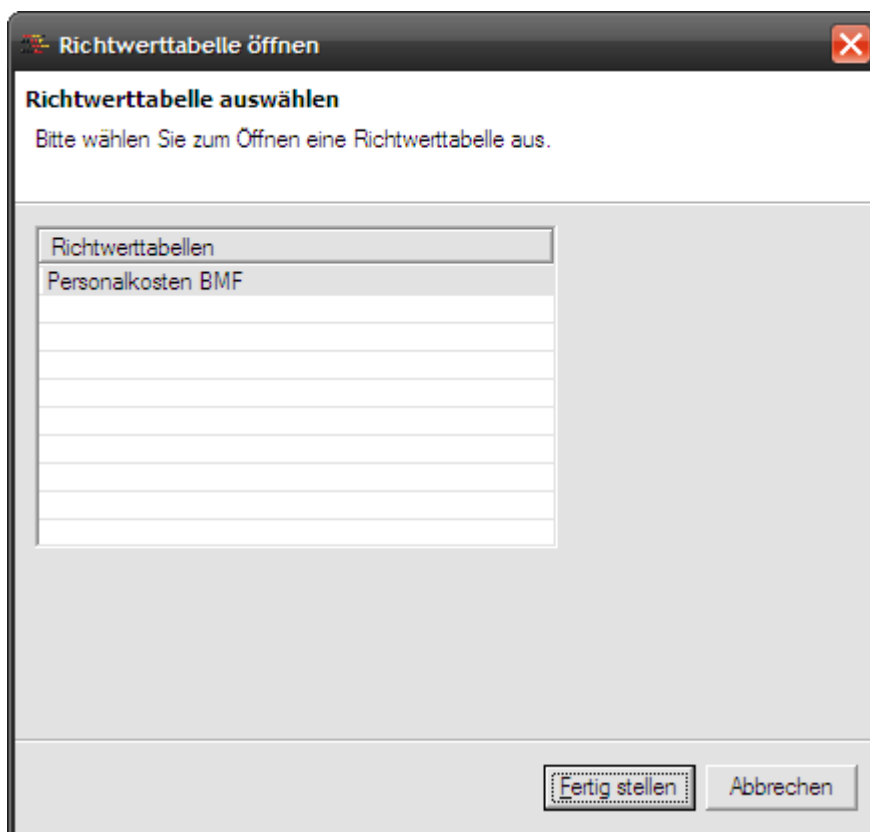 Richtwerttabelle öffnen
Richtwerttabelle auswählen
Bitte wählen Sie zum Öffnen eine Richtwerttabelle aus.
Richtwerttabellen
Personalkosten BMF
Fertig stellen
Abbrechen